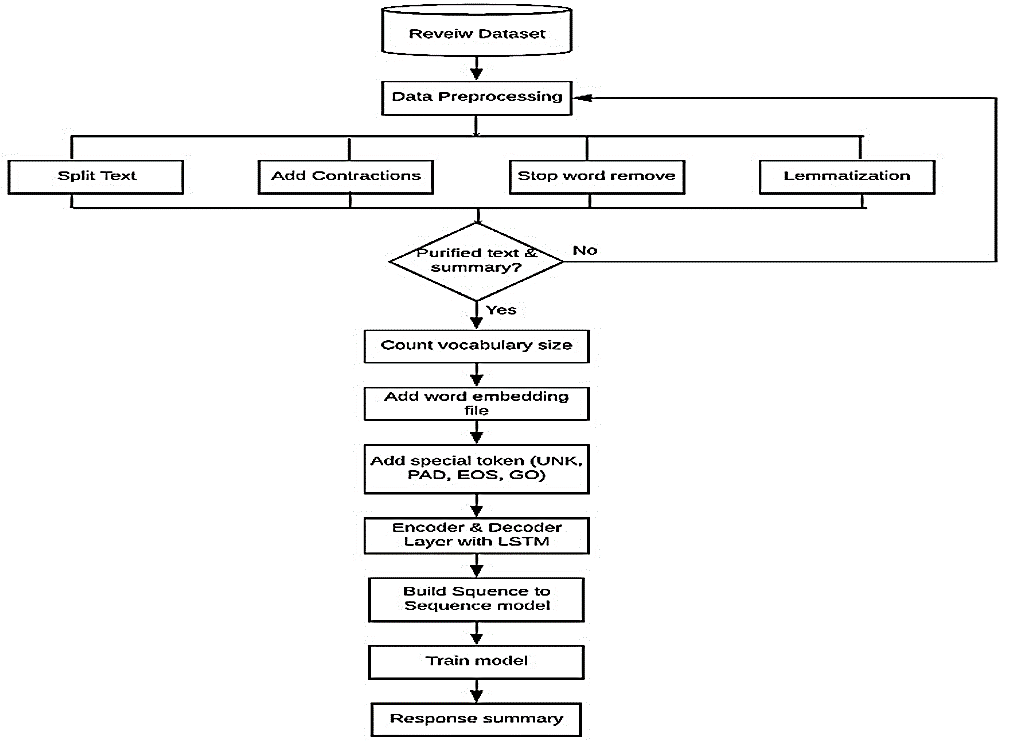 Reveiw Dataset
Data Preprocessing
Split Text
Add Contractions
Stop word remove
Lemmatization
Purified text &
summary?
No
Yes
Count vocabulary size
Add word embedding
file
Add special token (UNK,
PAD, EOS, GO)
Encoder & Decoder
Layer with LSTM
Build Squence to
Sequence model
Train model
Response summary